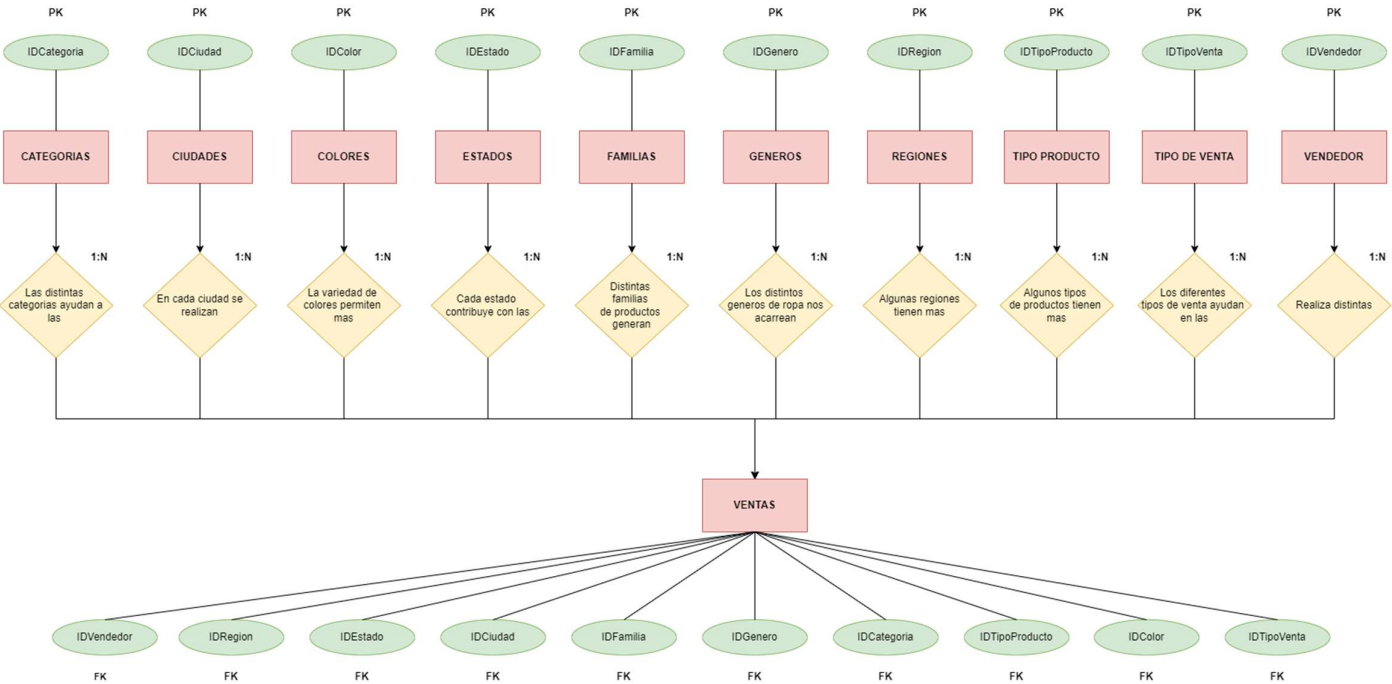 PK PK PK PK PK PK PK PK PK PK
IDCategoria IDCiudad IDColor IDEstado IDFamilia IDGenero IDRegion IDTipoProducto IDTipoVenta IDVendedor
CATEGORIAS CIUDADES COLORES ESTADOS FAMILIAS GENEROS REGIONES TIPO PRODUCTO TIPO DE VENTA VENDEDOR
1:N 1:N 1:N 1:N 1:N 1:N 1:N 1:N 1:N 1:N
Las distintas
categorias ayudan a
las
En cada ciudad se
realizan
La variedad de
colores permiten
mas
Cada estado
contribuye con las
Distintas
familias
de productos
generan
Los distintos
generos de ropa nos
acarrean
Algunas regiones
tienen mas
Algunos tipos
de productos tienen
mas
Los diferentes
tipos de venta ayudan
en las
Realiza distintas
VENTAS
IDVendedor IDRegion IDEstado IDCiudad IDFamilia IDGenero IDCategoria IDTipoProducto IDColor IDTipoVenta
FK FK FK FK FK FK FK FK FK FK